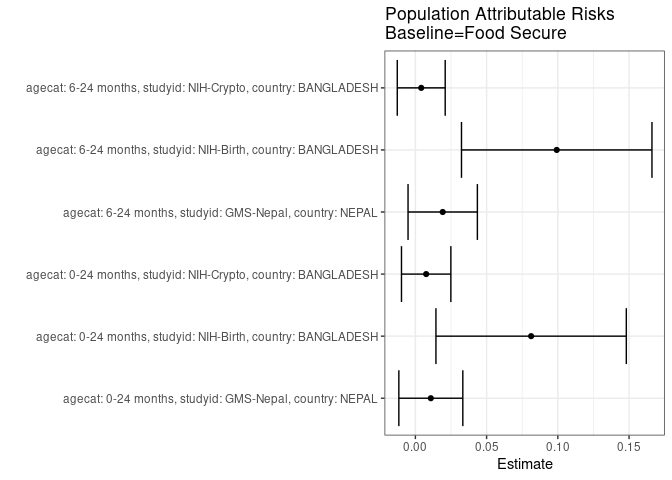 Population Attributable Risks
Baseline=Food Secure
agecat: 6-24 months, studyid: NIH-Crypto, country: BANGLADESH
agecat: 6-24 months, studyid: NIH-Birth, country: BANGLADESH
agecat: 6-24 months, studyid: GMS-Nepal, country: NEPAL
agecat: 0-24 months, studyid: NIH-Crypto, country: BANGLADESH
agecat: 0-24 months, studyid: NIH-Birth, country: BANGLADESH
agecat: 0-24 months, studyid: GMS-Nepal, country: NEPAL
0.00 0.05 0.10 0.15
Estimate